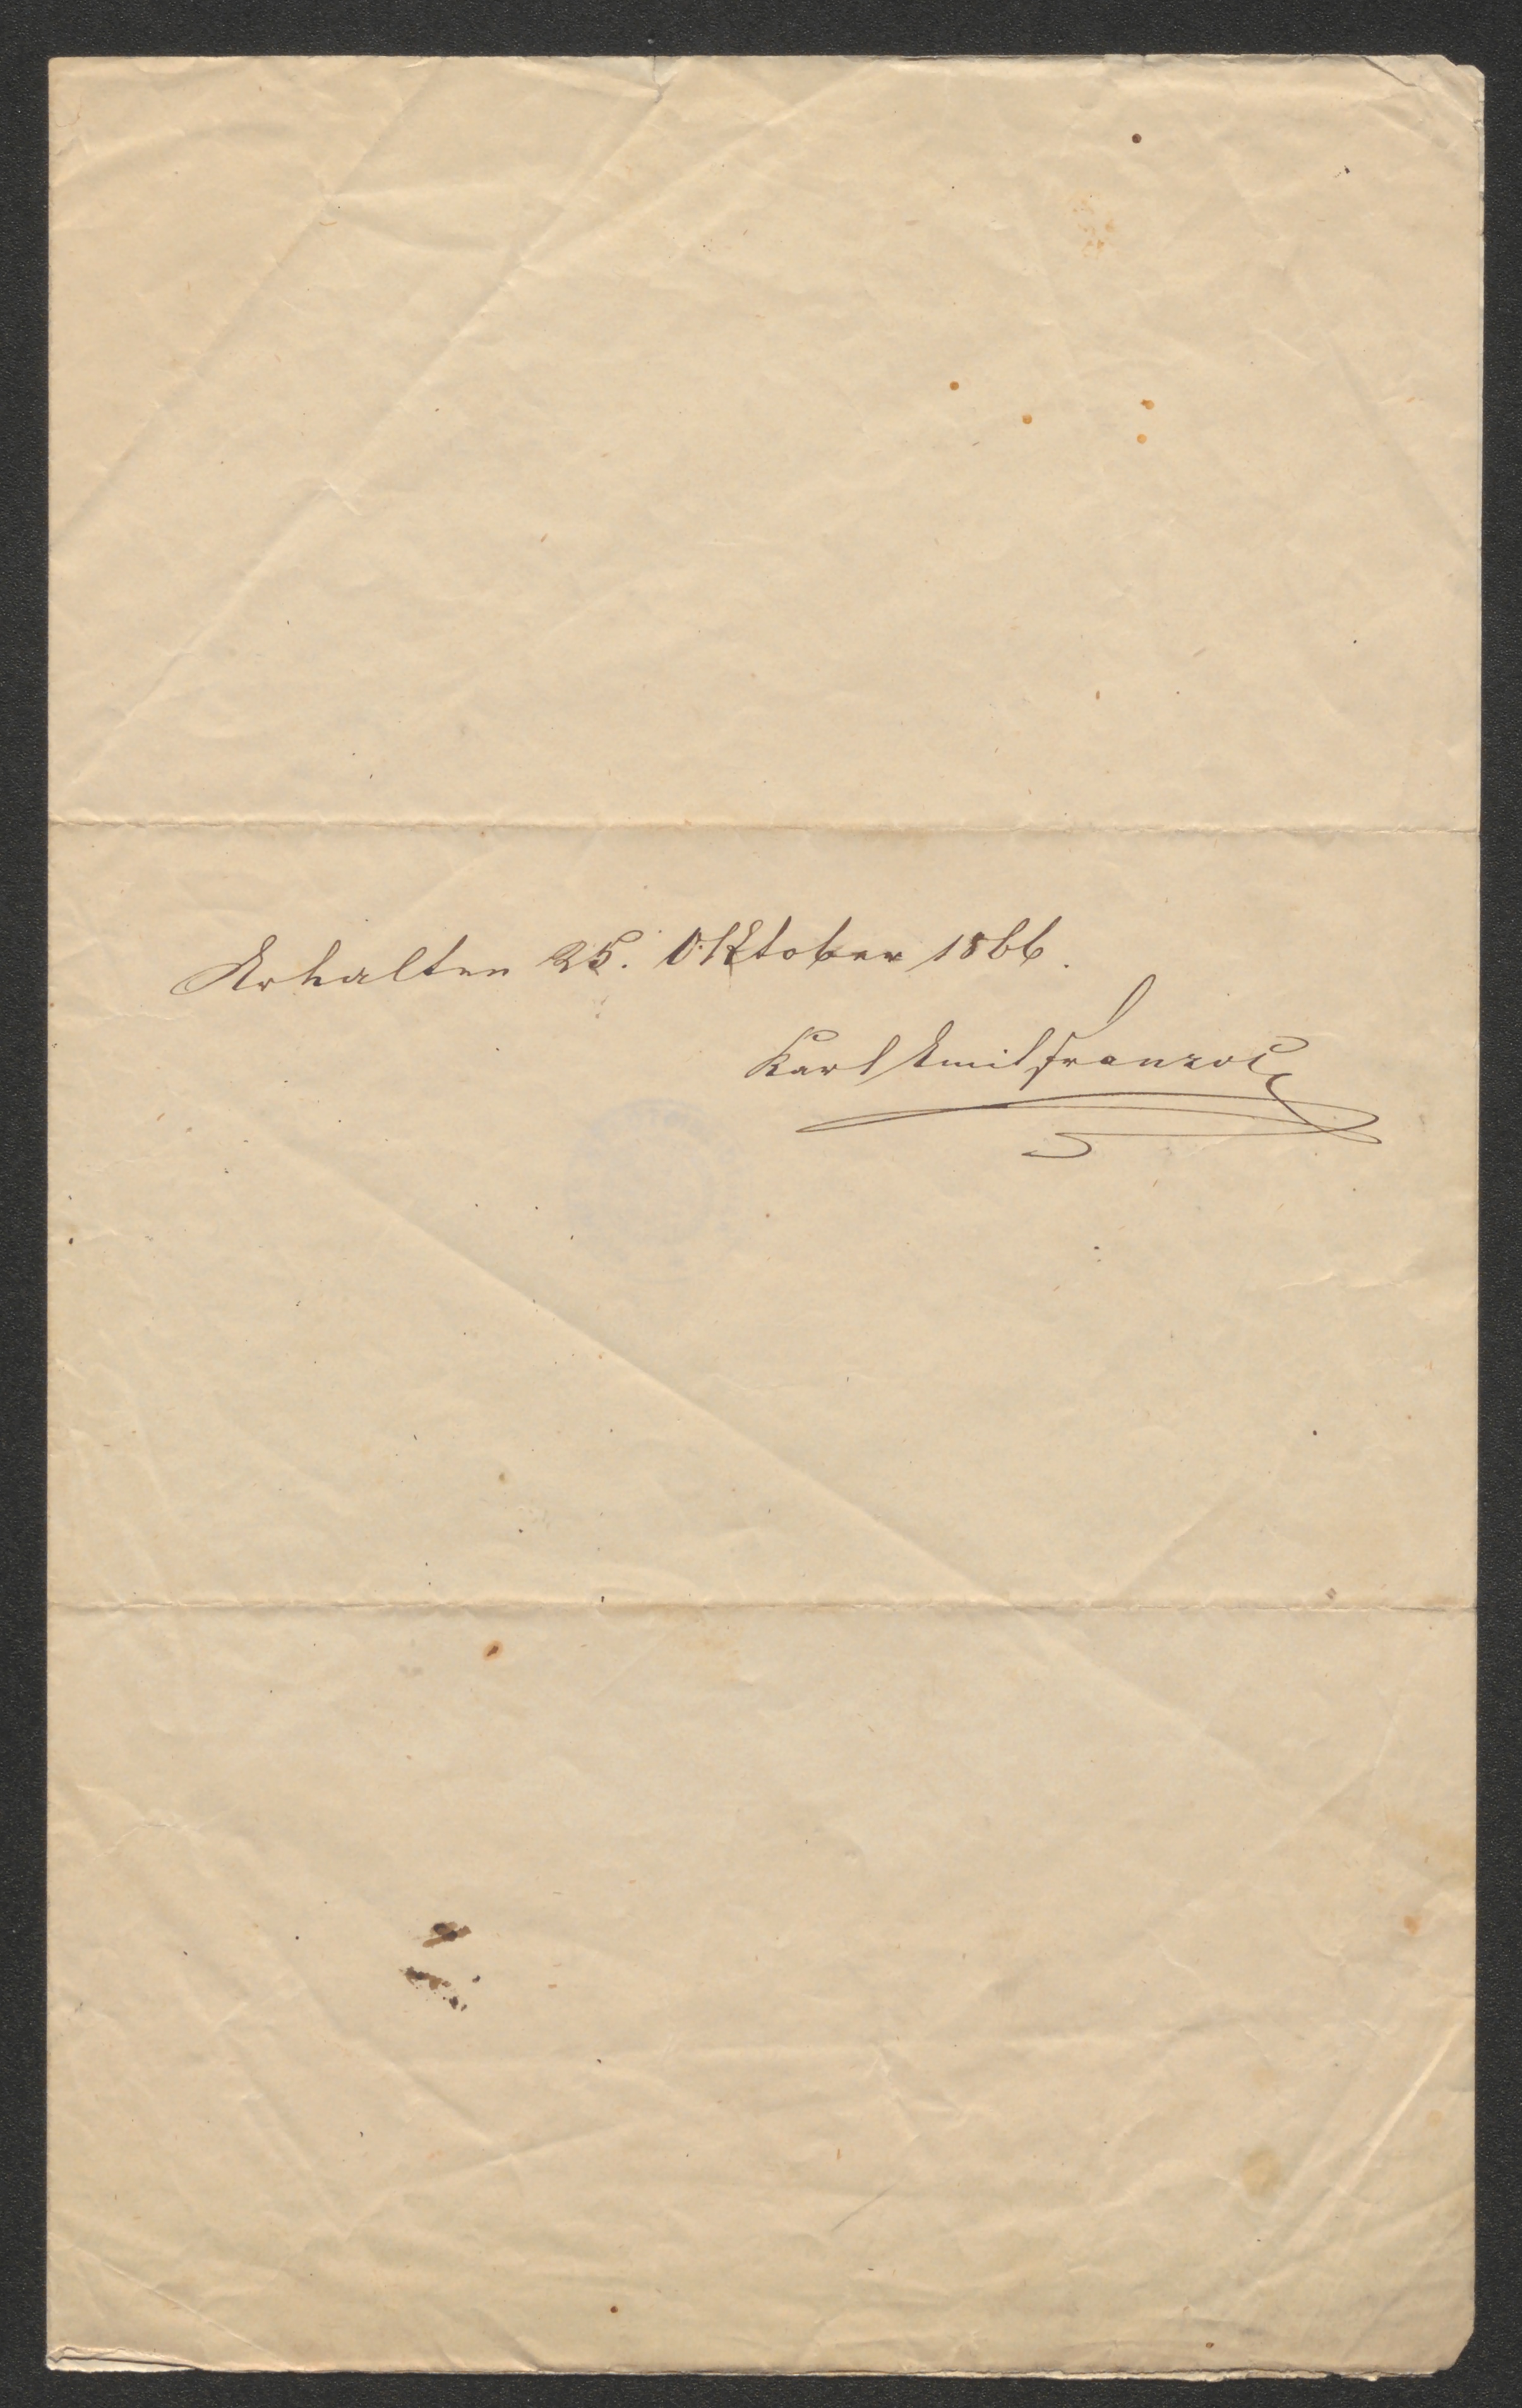 Erhalten 25. Oktober 1866.
Karl Emil Franzos